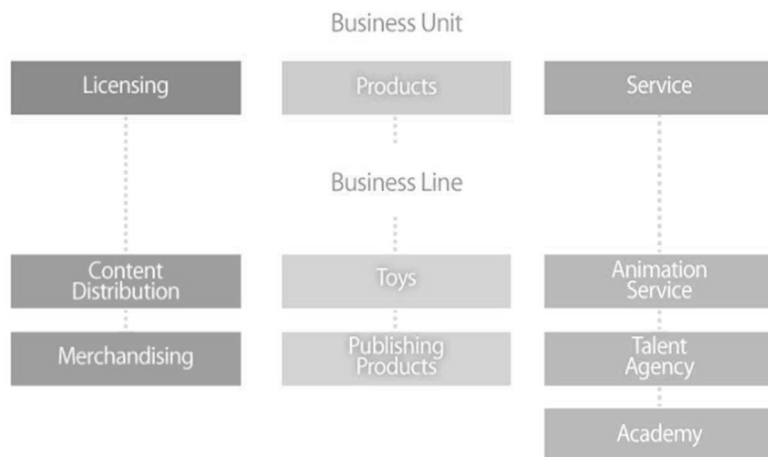 Business Unit
Licensing
Products
Service
Business Line
Content
Distribution
Toys
Animation
Service
Merchandising
Publishing
Products
Talent
Agency
Academy